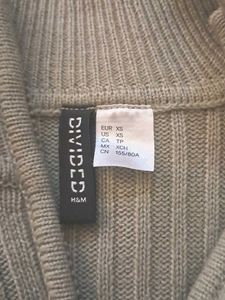 DIVIDED
H&M
EUR XS
US XS
CA TP
MX XCH
CN 155/80A